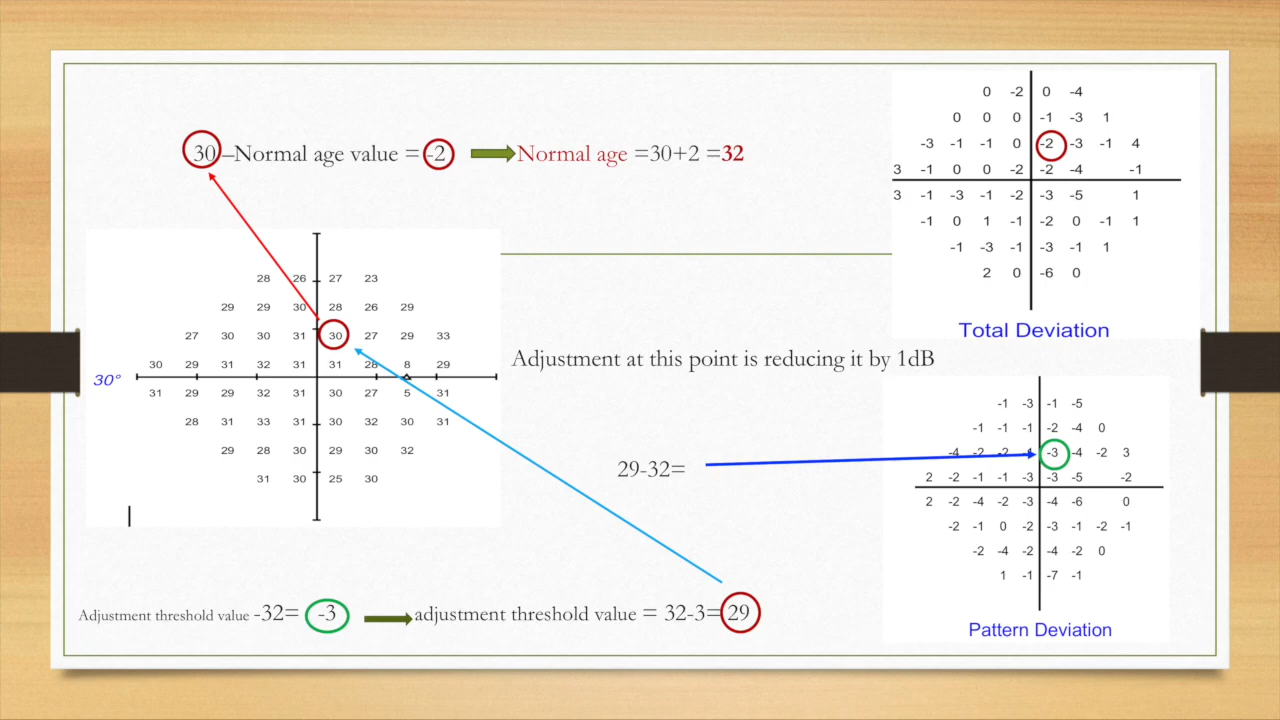 30 –Normal age value = -2 Normal age =30+2 =32
0 -2 0 -4
0 0 0 -1 -3 1
-3 -1 -1 0 -2 -3 -1 4
3 -1 0 0 -2 -2 -4 -1
3 -1 -3 -1 -2 -3 -5 1
-1 0 1 -1 -2 0 -1 1
-1 -3 -1 -3 -1 1
2 0 -6 0
Total Deviation
28 26 27 23
29 29 30 28 26 29
27 30 30 31 30 27 29 33
30 29 31 32 31 31 28 8 29
30°
31 29 29 32 31 30 27 5 31
28 31 33 31 30 32 30 31
29 28 30 29 30 32
31 30 25 30
Adjustment at this point is reducing it by 1dB
29-32=
-1 -3 -1 -5
-1 -1 -1 -2 -4 0
-4 -2 -2 -3 -4 -2 3
2 -2 -1 -1 -3 -3 -5 -2
2 -2 -4 -2 -3 -4 -6 0
-2 -1 0 -2 -3 -1 -2 -1
-2 -4 -2 -4 -2 0
1 -1 -7 -1
Pattern Deviation
Adjustment threshold value -32= -3 adjustment threshold value = 32-3= 29